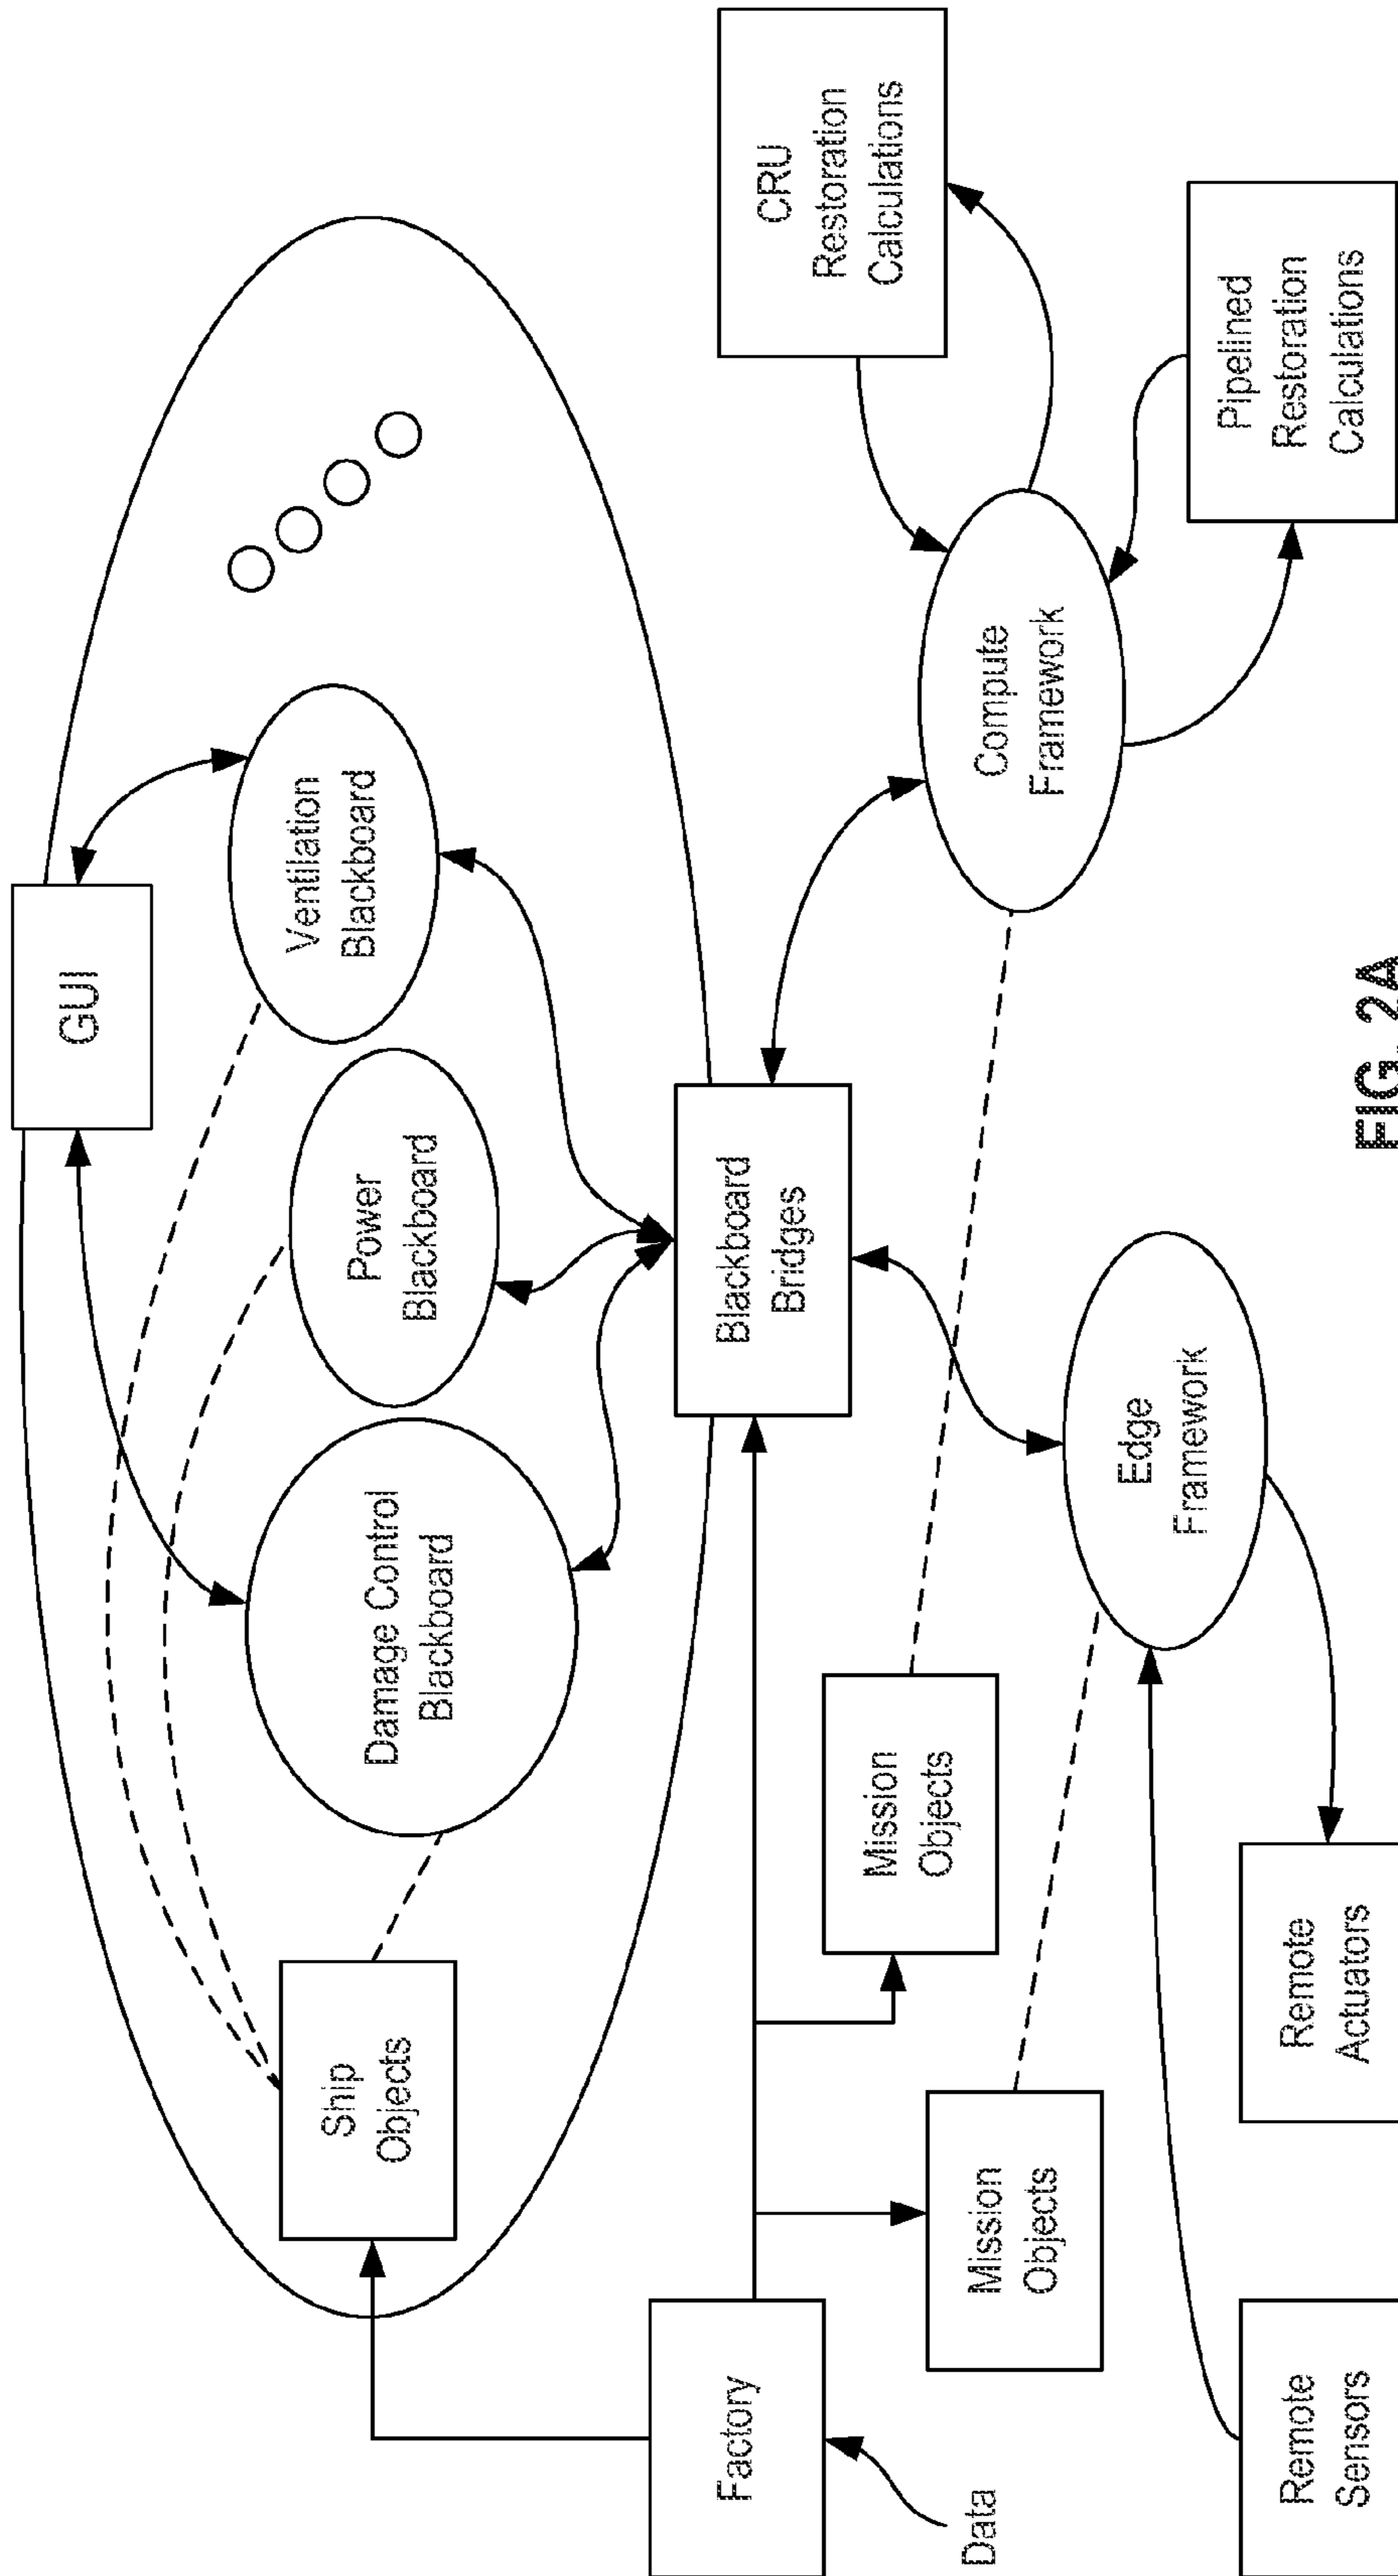 GUI
Ventilation
Blackboard
Power
Blackboard
Damage Control
Blackboard
Ship
Objects
CRU
Restoration
Calculations
Blackboard
Bridges
Factory
Data
Mission
Objects
Mission
Objects
Compute
Framework
Pipelined
Restoration
Calculations
Edge
Framework
Remote
Actuators
Remote
Sensors
FIG. 2A